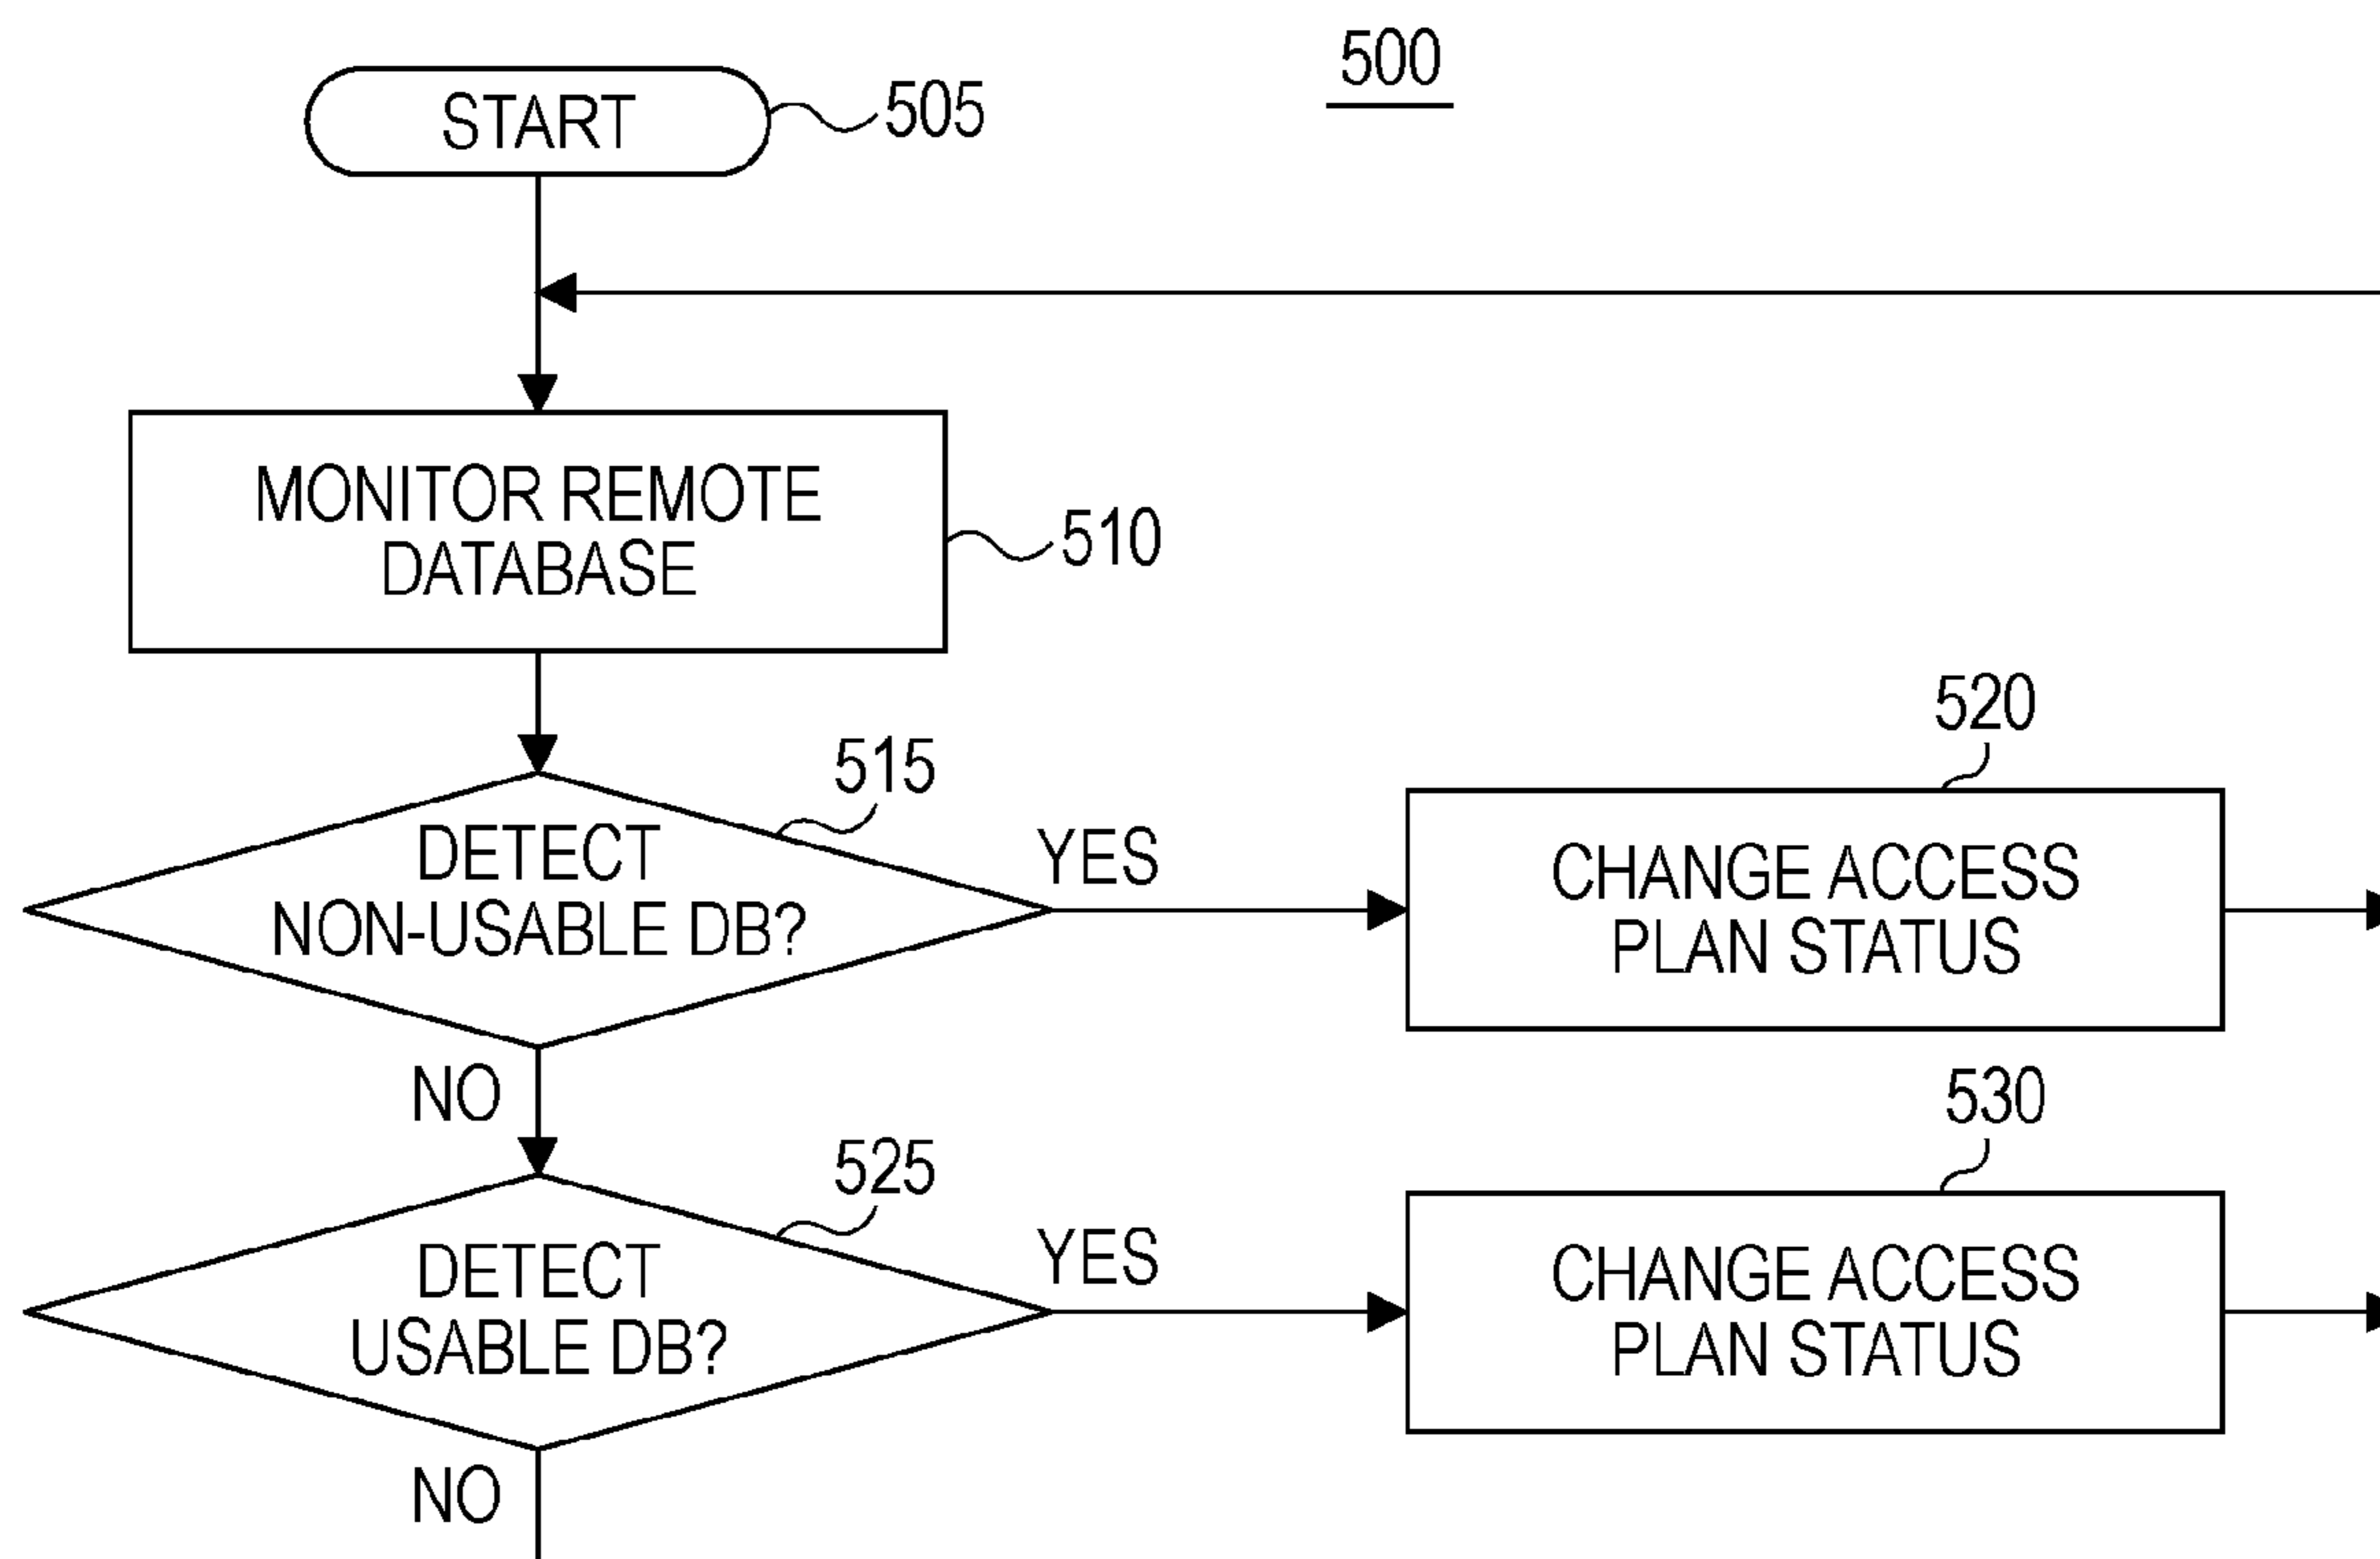 500
START
505
MONITOR REMOTE
DATABASE
510
515
520
DETECT
NON-USABLE DB?
YES
CHANGE ACCESS
PLAN STATUS
NO
525
530
DETECT
USABLE DB?
YES
CHANGE ACCESS
PLAN STATUS
NO